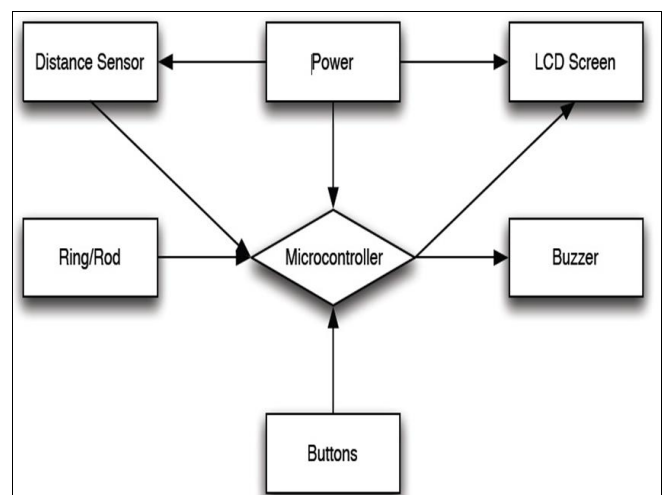 Distance Sensor
Power
LCD Screen
Ring/Rod
Microcontroller
Buzzer
Buttons